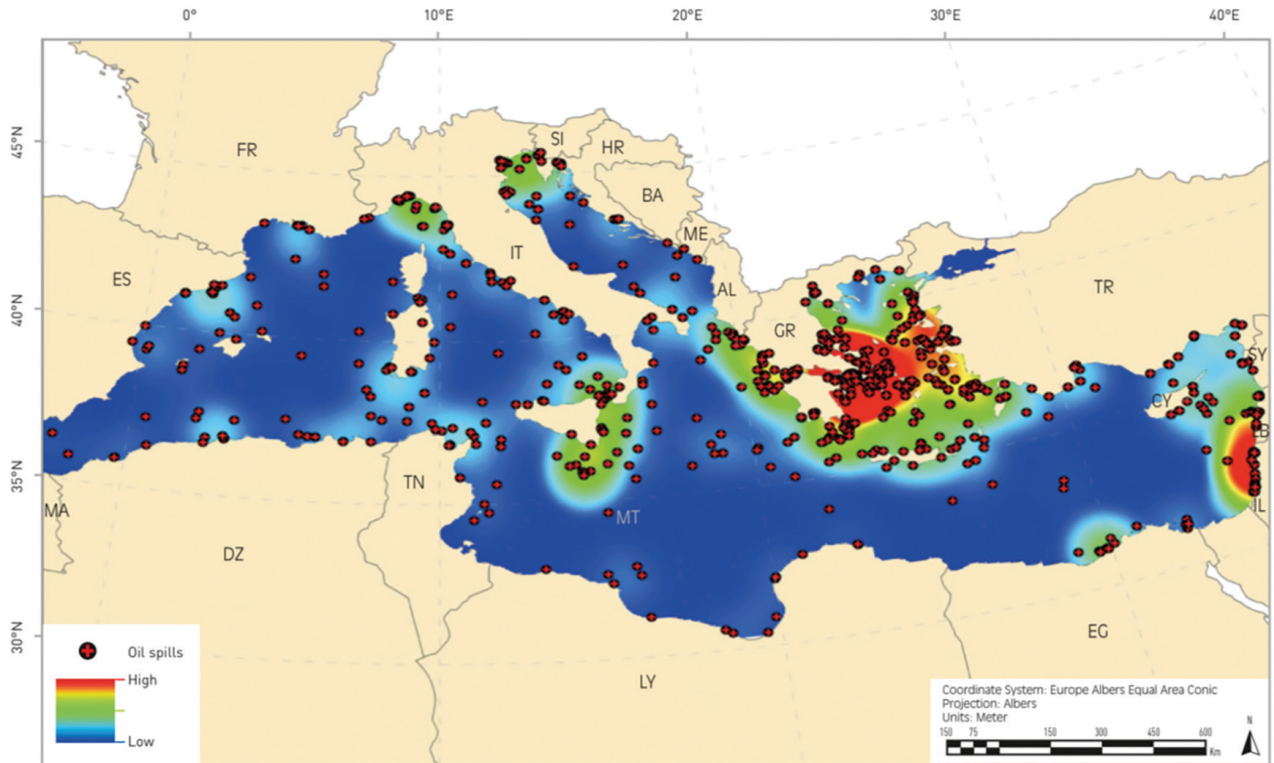 0° 10°E 20°E 30°E 40°E
45°N
40°N
35°N
30°N
FR
SI
HR
BA
ME
IT
ES
AL
GR
TR
SY
CY
LB
IL
TN
MA
MT
DZ
LY
EG
Oil spills
High
Low
Coordinate System: Europe Albers Equal Area Conic
Projection: Albers
Units: Meter
150 75 150 300 450 600
Km
N